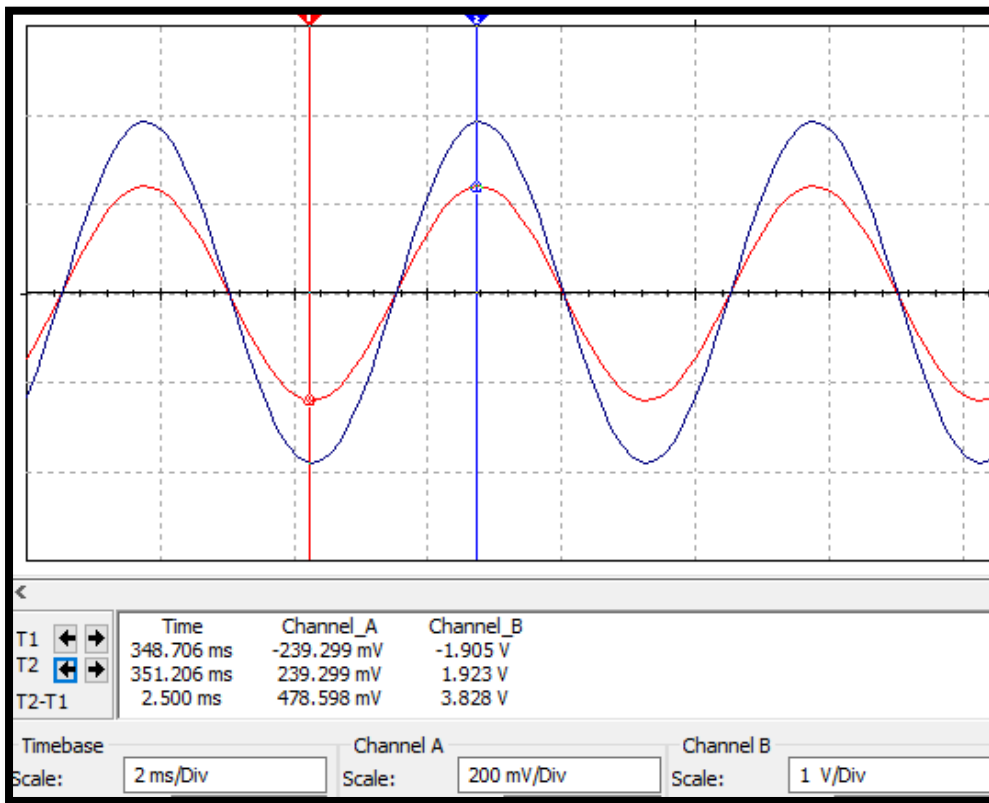 1 2
<
Time Channel_A Channel_B
T1 348.706 ms -239.299 mV -1.905 V
T2 351.206 ms 239.299 mV 1.923 V
T2-T1 2.500 ms 478.598 mV 3.828 V
Timebase Channel A Channel B
Scale: 2 ms/Div Scale: 200 mV/Div Scale: 1 V/Div